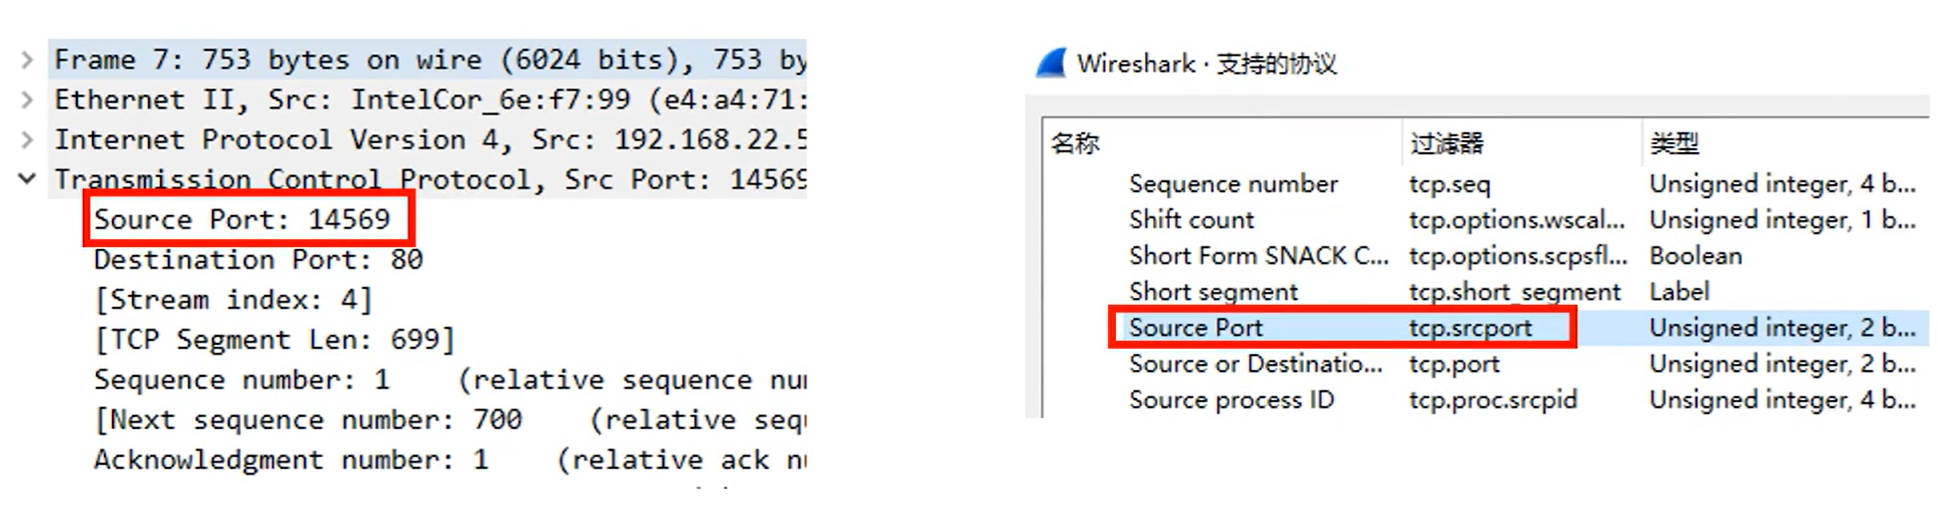 Frame 7: 753 bytes on wire (6024 bits), 753 by
Ethernet II, Src: IntelCor_6e:f7:99 (e4:a4:71:
Internet Protocol Version 4, Src: 192.168.22.5
Transmission Control Protocol, Src Port: 14569
Source Port: 14569
Destination Port: 80
[Stream index: 4]
[TCP Segment Len: 699]
Sequence number: 1 (relative sequence nu
[Next sequence number: 700 (relative seq
Acknowledgment number: 1 (relative ack n
Wireshark · 支持的协议
名称 过滤器 类型
Sequence number tcp.seq Unsigned integer, 4 b...
Shift count tcp.options.wscal... Unsigned integer, 1 b...
Short Form SNACK C... tcp.options.scpsfl... Boolean
Short segment tcp.short_segment Label
Source Port tcp.srcport Unsigned integer, 2 b...
Source or Destinatio... tcp.port Unsigned integer, 2 b...
Source process ID tcp.proc.srcpid Unsigned integer, 4 b...